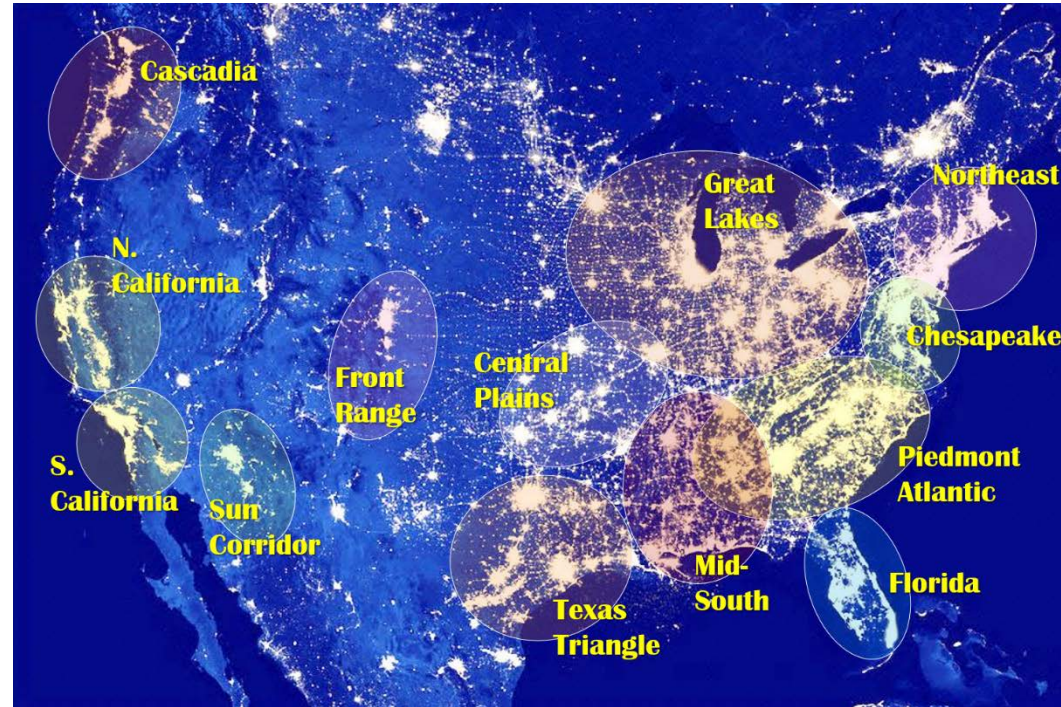 Cascadia
Great
Lakes
Northeast
N.
California
Chesapeake
Central
Plains
Front
Range
Piedmont
Atlantic
S.
California
Sun
Corridor
Mid-
South
Florida
Texas
Triangle